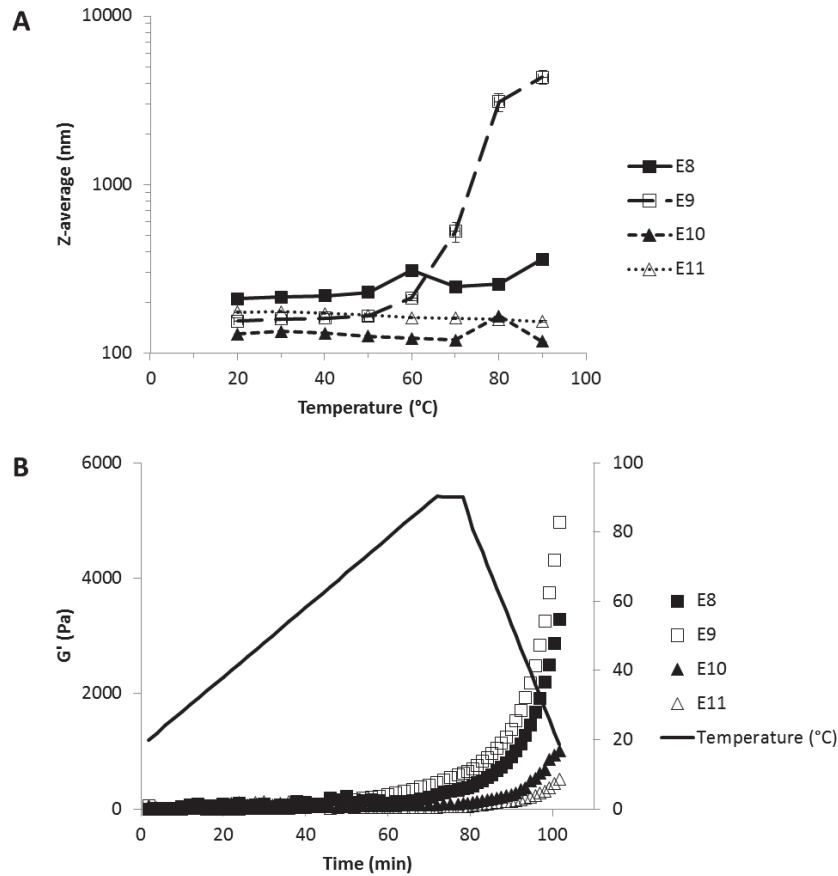 A
10000
1000
100
Z-average (nm)
0 20 40 60 80 100
Temperature (°C)
E8
E9
E10
E11
B
6000
4000
2000
0
G' (Pa)
100
80
60
40
20
0
0 20 40 60 80 100
Time (min)
E8
E9
E10
E11
Temperature (°C)